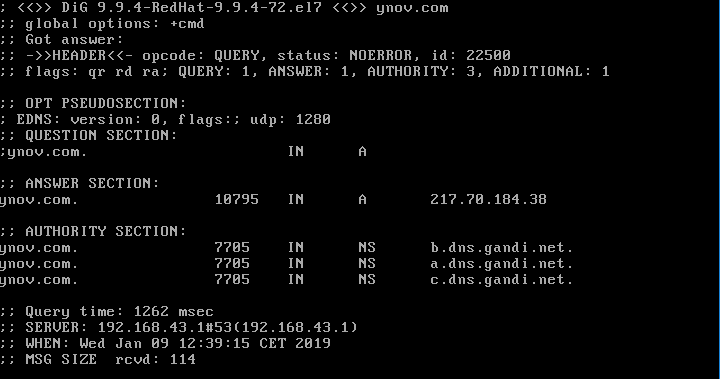 ; <<>> DiG 9.9.4-RedHat-9.9.4-72.el7 <<>> ynov.com
;; global options: +cmd
;; Got answer:
;; ->>HEADER<<- opcode: QUERY, status: NOERROR, id: 22500
;; flags: qr rd ra; QUERY: 1, ANSWER: 1, AUTHORITY: 3, ADDITIONAL: 1
;; OPT PSEUDOSECTION:
; EDNS: version: 0, flags:; udp: 1280
;; QUESTION SECTION:
;ynov.com. IN A
;; ANSWER SECTION:
ynov.com. 10795 IN A 217.70.184.38
;; AUTHORITY SECTION:
ynov.com. 7705 IN NS b.dns.gandi.net.
ynov.com. 7705 IN NS a.dns.gandi.net.
ynov.com. 7705 IN NS c.dns.gandi.net.
;; Query time: 1262 msec
;; SERVER: 192.168.43.1#53(192.168.43.1)
;; WHEN: Wed Jan 09 12:39:15 CET 2019
;; MSG SIZE rcvd: 114